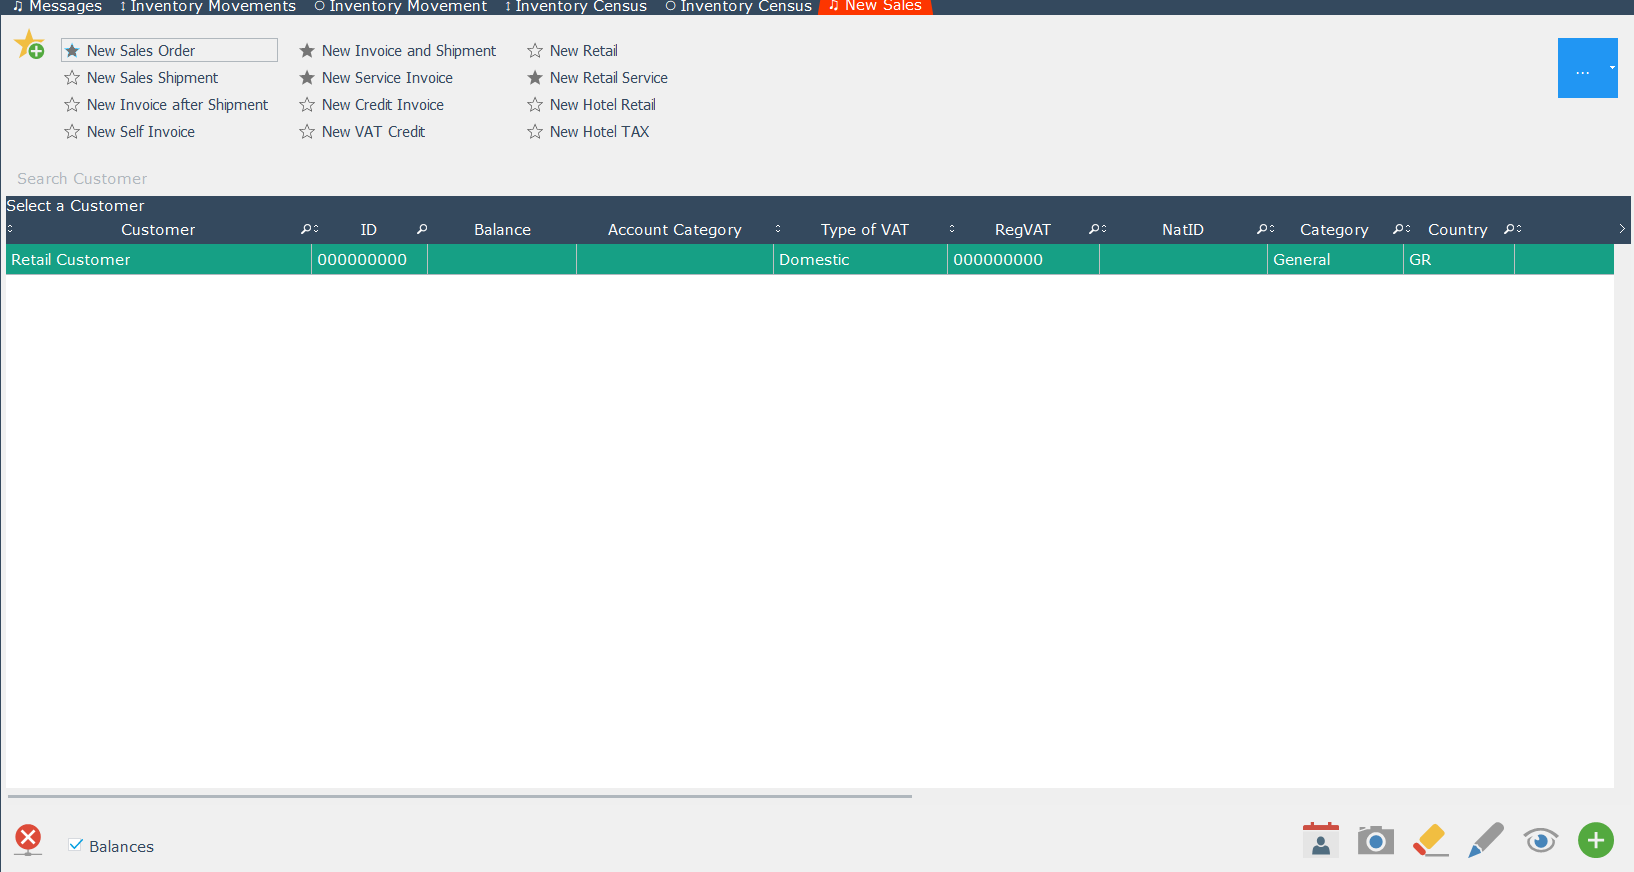 Messages Inventory Movements Inventory Movement Inventory Census Inventory Census New Sales
New Sales Order New Invoice and Shipment New Retail
New Sales Shipment New Service Invoice New Retail Service
New Invoice after Shipment New Credit Invoice New Hotel Retail
New Self Invoice New VAT Credit New Hotel TAX
...
Search Customer
Select a Customer
Customer ID Balance Account Category Type of VAT RegVAT NatID Category Country
Retail Customer 000000000 Domestic 000000000 General GR
Balances